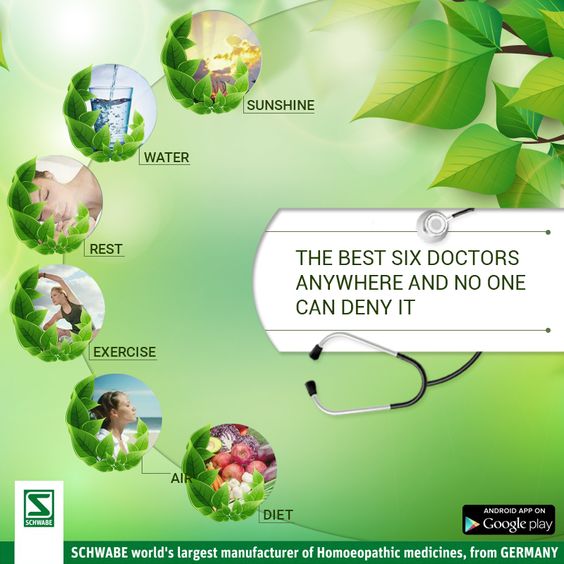 SUNSHINE
WATER
REST
EXERCISE
AIR
DIET
THE BEST SIX DOCTORS
ANYWHERE AND NO ONE
CAN DENY IT
S
SCHWABE
ANDROID APP ON
Google play
SCHWABE world's largest manufacturer of Homoeopathic medicines, from GERMANY